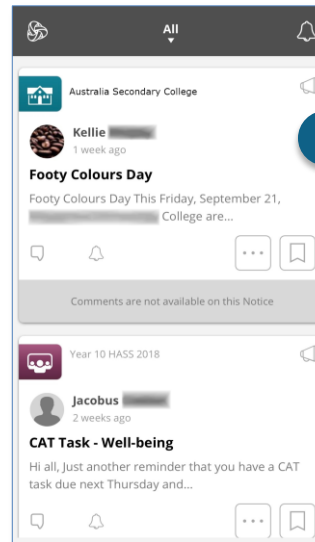 All
Australia Secondary College
Kellie
1 week ago
Footy Colours Day
Footy Colours Day This Friday, September 21,
College are...
...
Comments are not available on this Notice
Year 10 HASS 2018
Jacobus
2 weeks ago
CAT Task - Well-being
Hi all, Just another reminder that you have a CAT
task due next Thursday and...
...